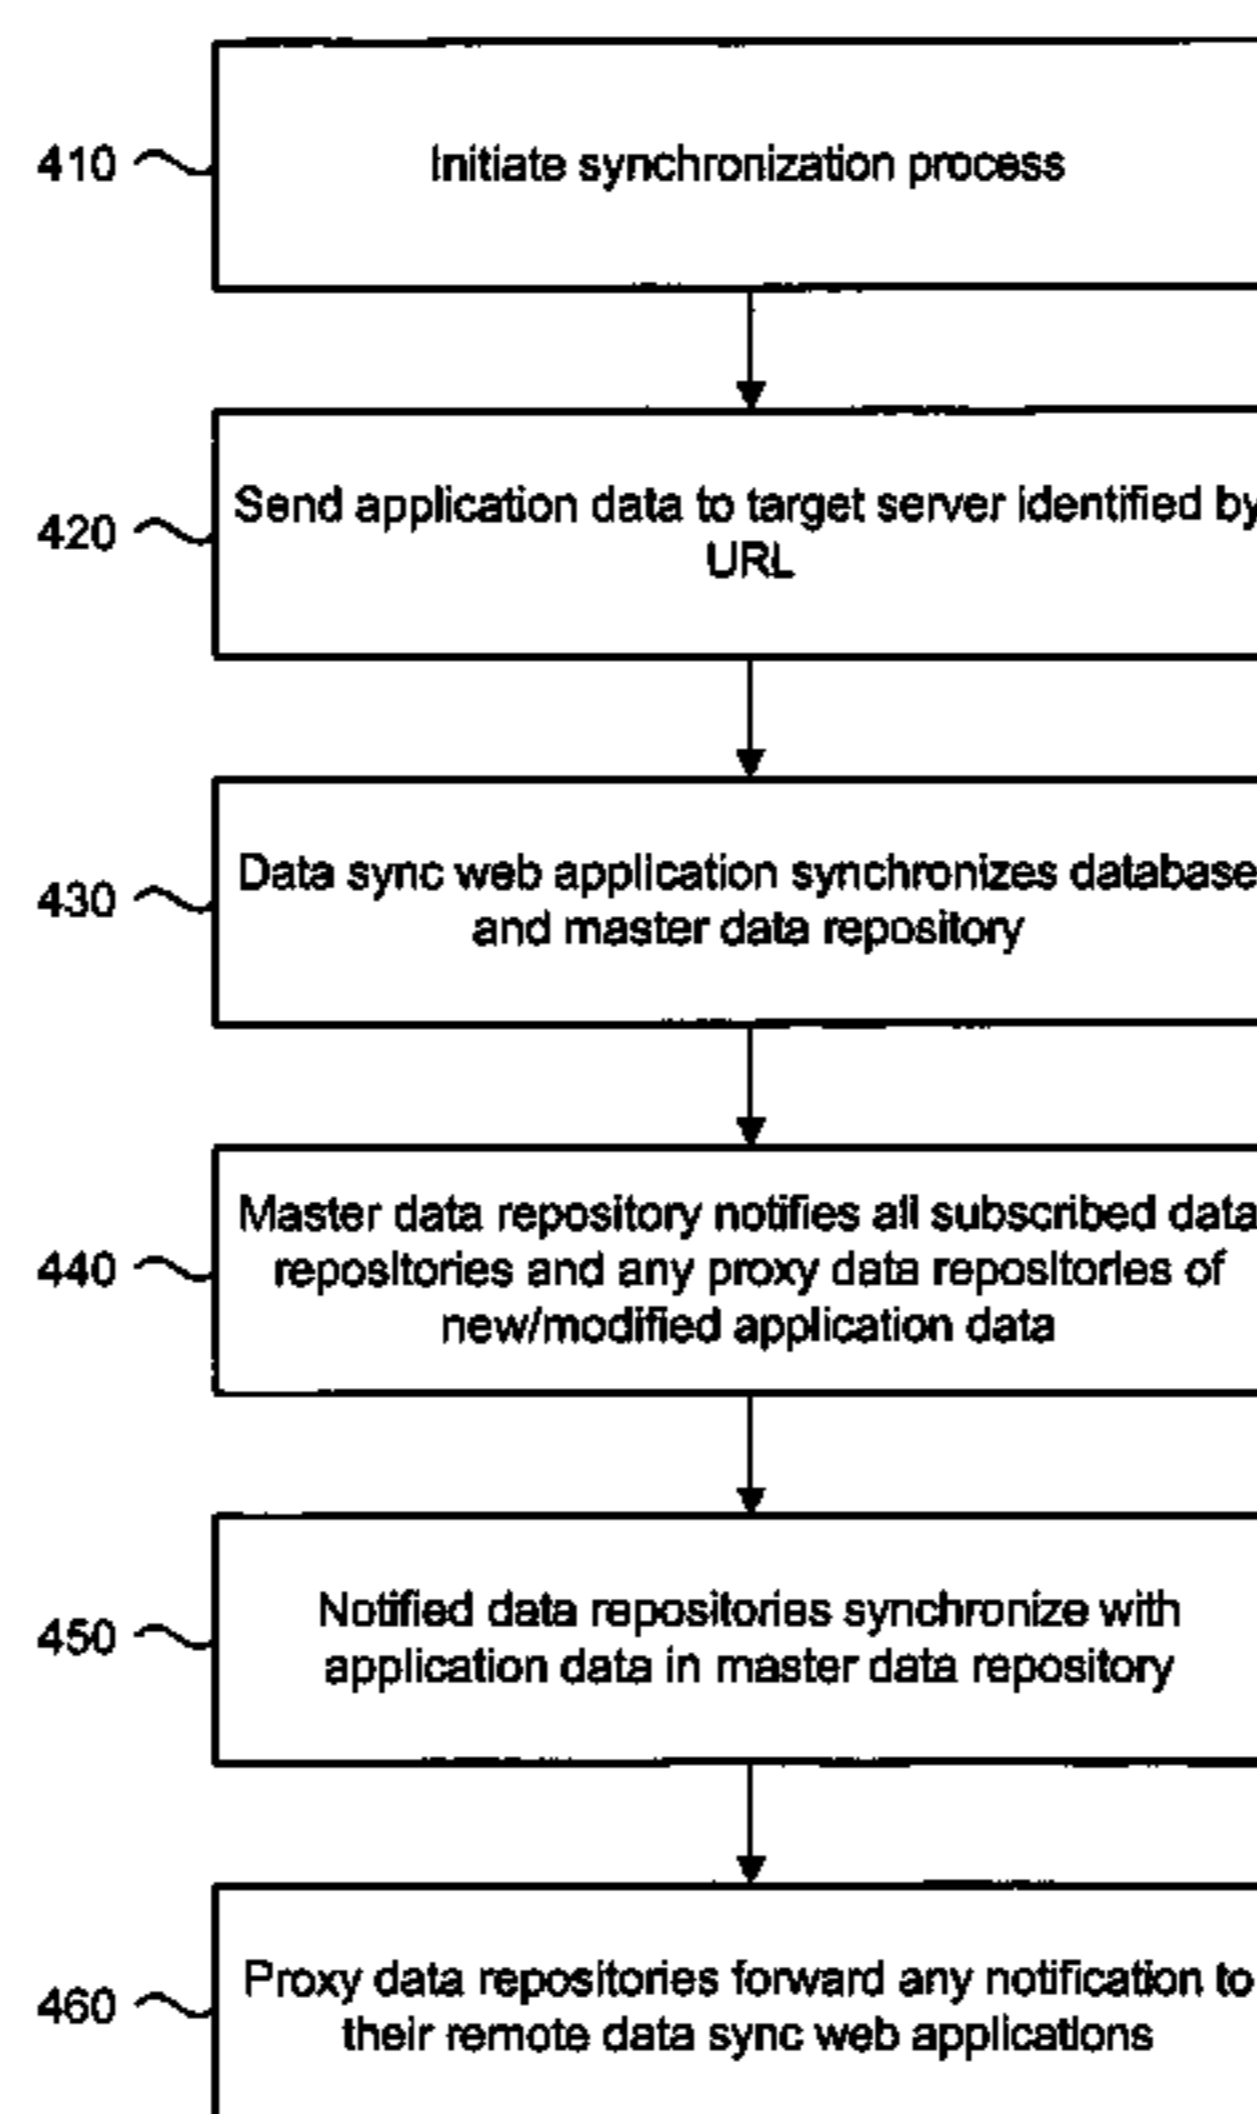 410
Initiate synchronization process
420
Send application data to target server identified by
URL
430
Data sync web application synchronizes database
and master data repository
440
Master data repository notifies all subscribed data
repositories and any proxy data repositories of
new/modified application data
450
Notified data repositories synchronize with
application data in master data repository
460
Proxy data repositories forward any notification to
their remote data sync web applications